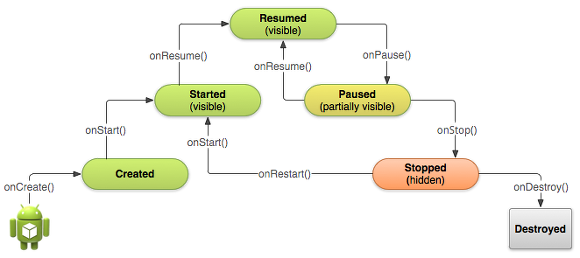 Resumed
(visible)
onResume()
onPause()
onResume()
Started
(visible)
Paused
(partially visible)
onStart()
onStop()
onStart()
Created
onRestart()
Stopped
(hidden)
onCreate()
onDestroy()
Destroyed